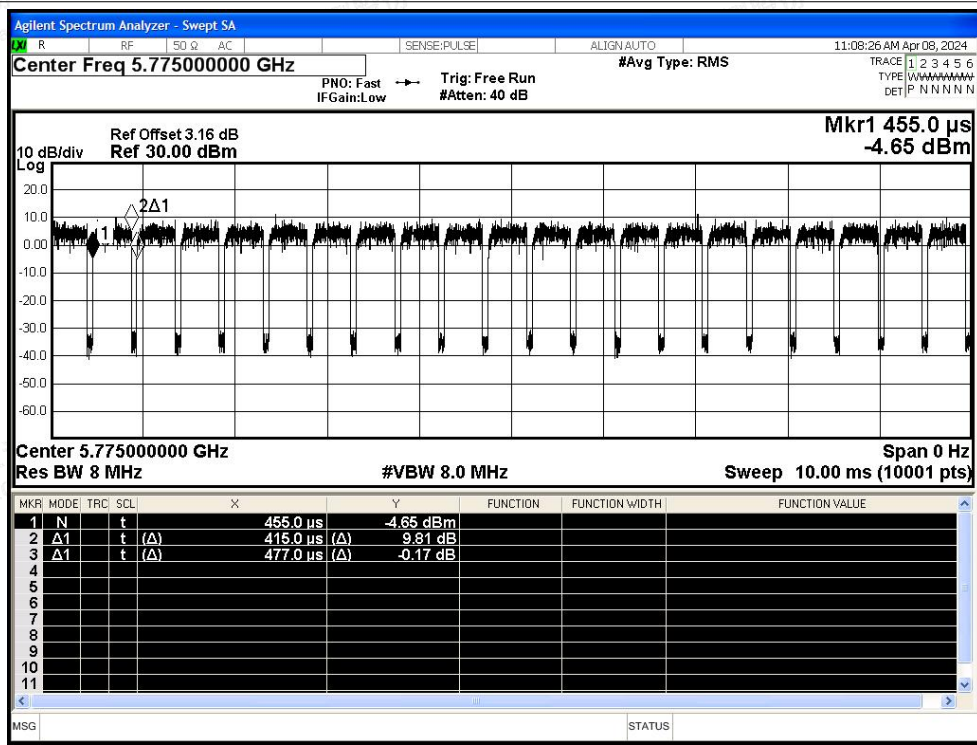 Agilent Spectrum Analyzer - Swept SA
LXI R RF 50 Ω AC SENSE:PULSE ALIGN AUTO 11:08:26 AM Apr 08, 2024
Center Freq 5.775000000 GHz #Avg Type: RMS TRACE 1 2 3 4 5 6
PNO: Fast Trig: Free Run TYPE WWWWWW
IFGain:Low #Atten: 40 dB DET P N N N N N
Mkr1 455.0 µs
Ref Offset 3.16 dB
10 dB/div Ref 30.00 dBm -4.65 dBm
Log
20.0
2Δ1
10.0
1
0.00
-10.0
-20.0
-30.0
-40.0
-50.0
-60.0
Center 5.775000000 GHz Span 0 Hz
Res BW 8 MHz #VBW 8.0 MHz Sweep 10.00 ms (10001 pts)
MKR MODE TRC SCL X Y FUNCTION FUNCTION WIDTH FUNCTION VALUE
1 N t 455.0 µs -4.65 dBm
2 Δ1 t (Δ) 415.0 µs (Δ) 9.81 dB
3 Δ1 t (Δ) 477.0 µs (Δ) -0.17 dB
4
5
6
7
8
9
10
11
MSG STATUS